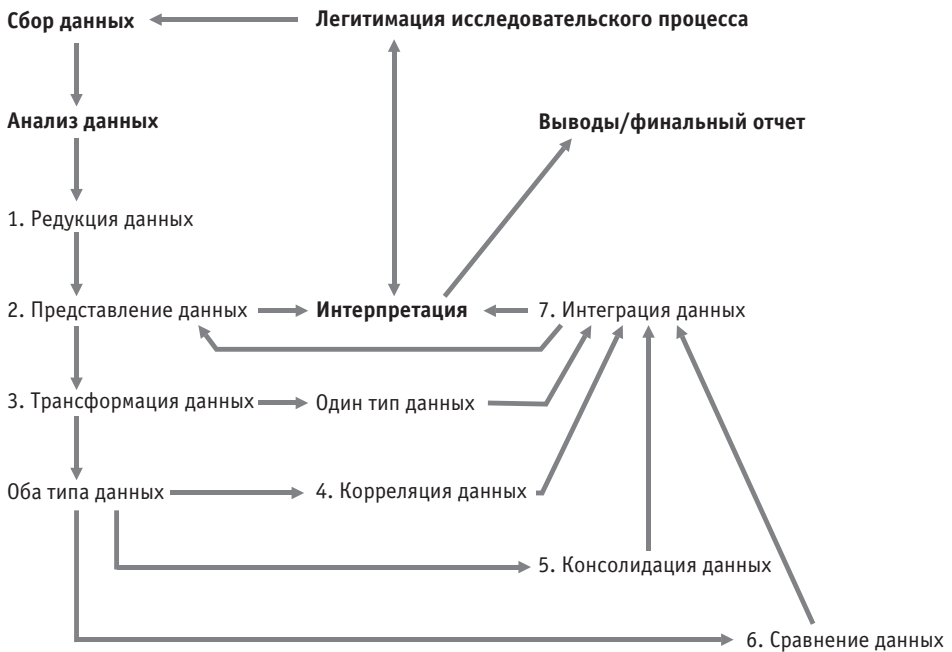 Сбор данных
Легитимация исследовательского процесса
Анализ данных
Выводы/финальный отчет
1. Редукция данных
2. Представление данных
Интерпретация
7. Интеграция данных
3. Трансформация данных
Один тип данных
Оба типа данных
4. Корреляция данных
5. Консолидация данных
6. Сравнение данных